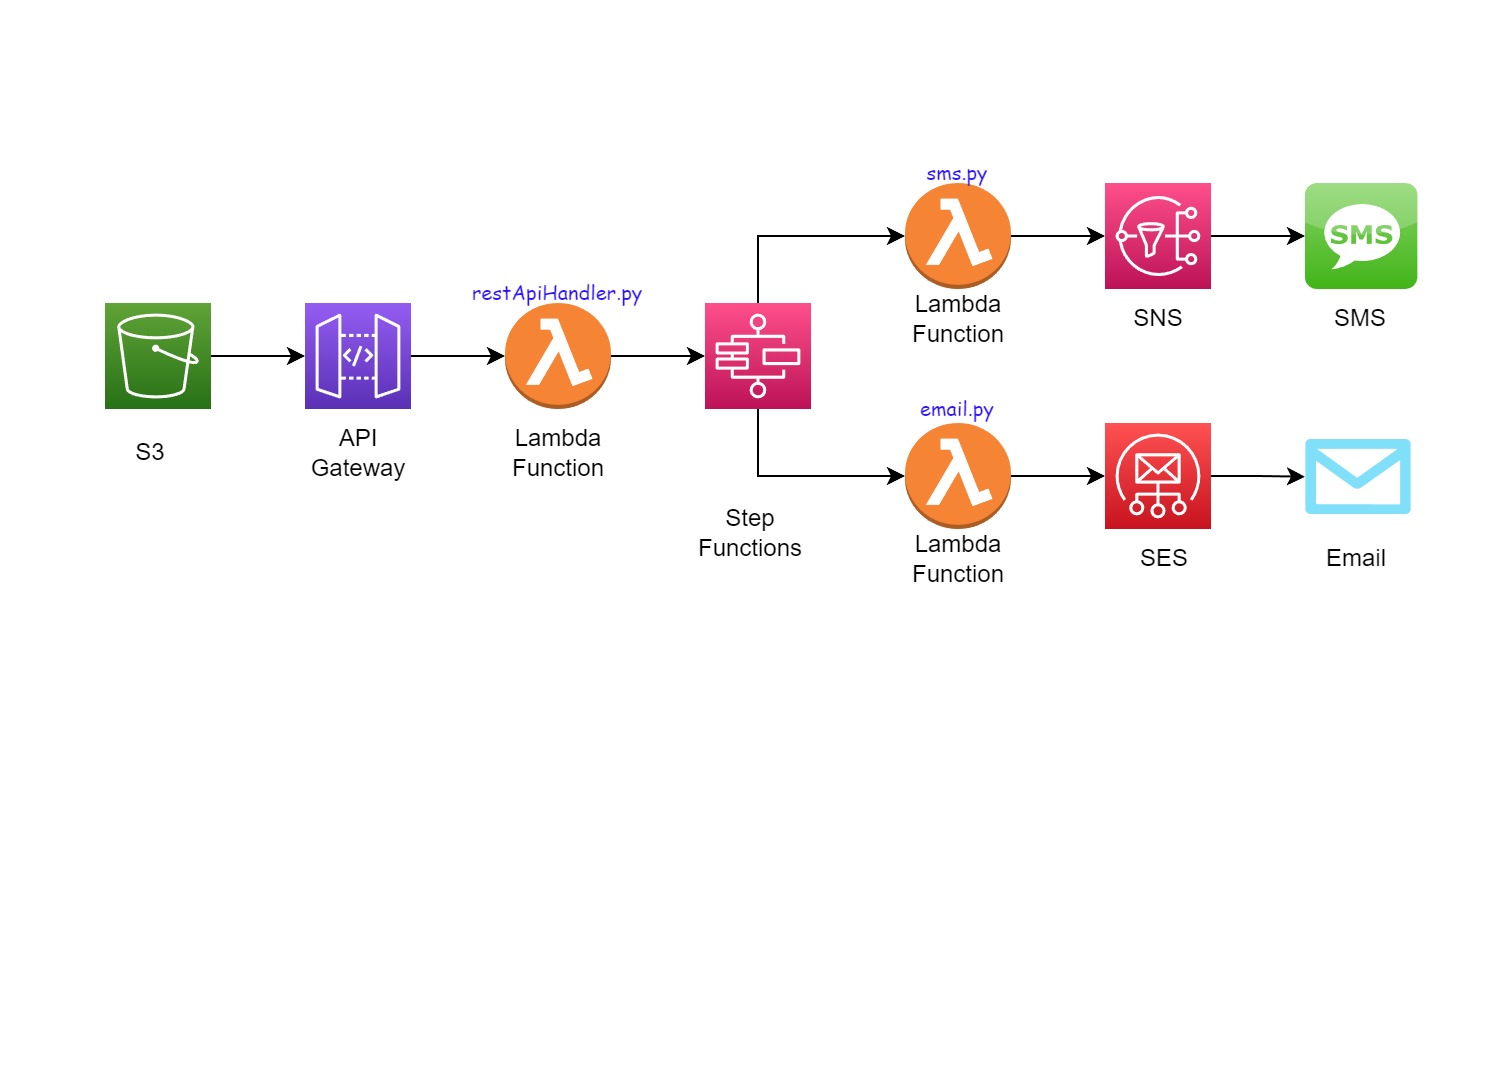 sms.py
SMS
Lambda
Function
SNS
SMS
restApiHandler.py
</>
S3
API
Gateway
Lambda
Function
Step
Functions
email.py
Lambda
Function
SES
Email